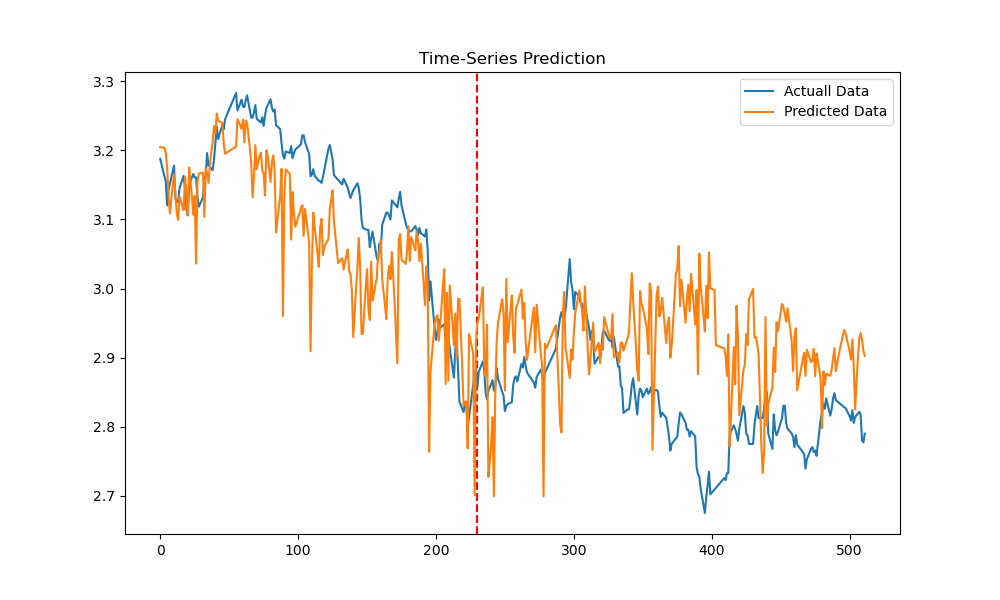 Time-Series Prediction
Actuall Data
Predicted Data
3.3
3.2
3.1
3.0
2.9
2.8
2.7
0 100 200 300 400 500